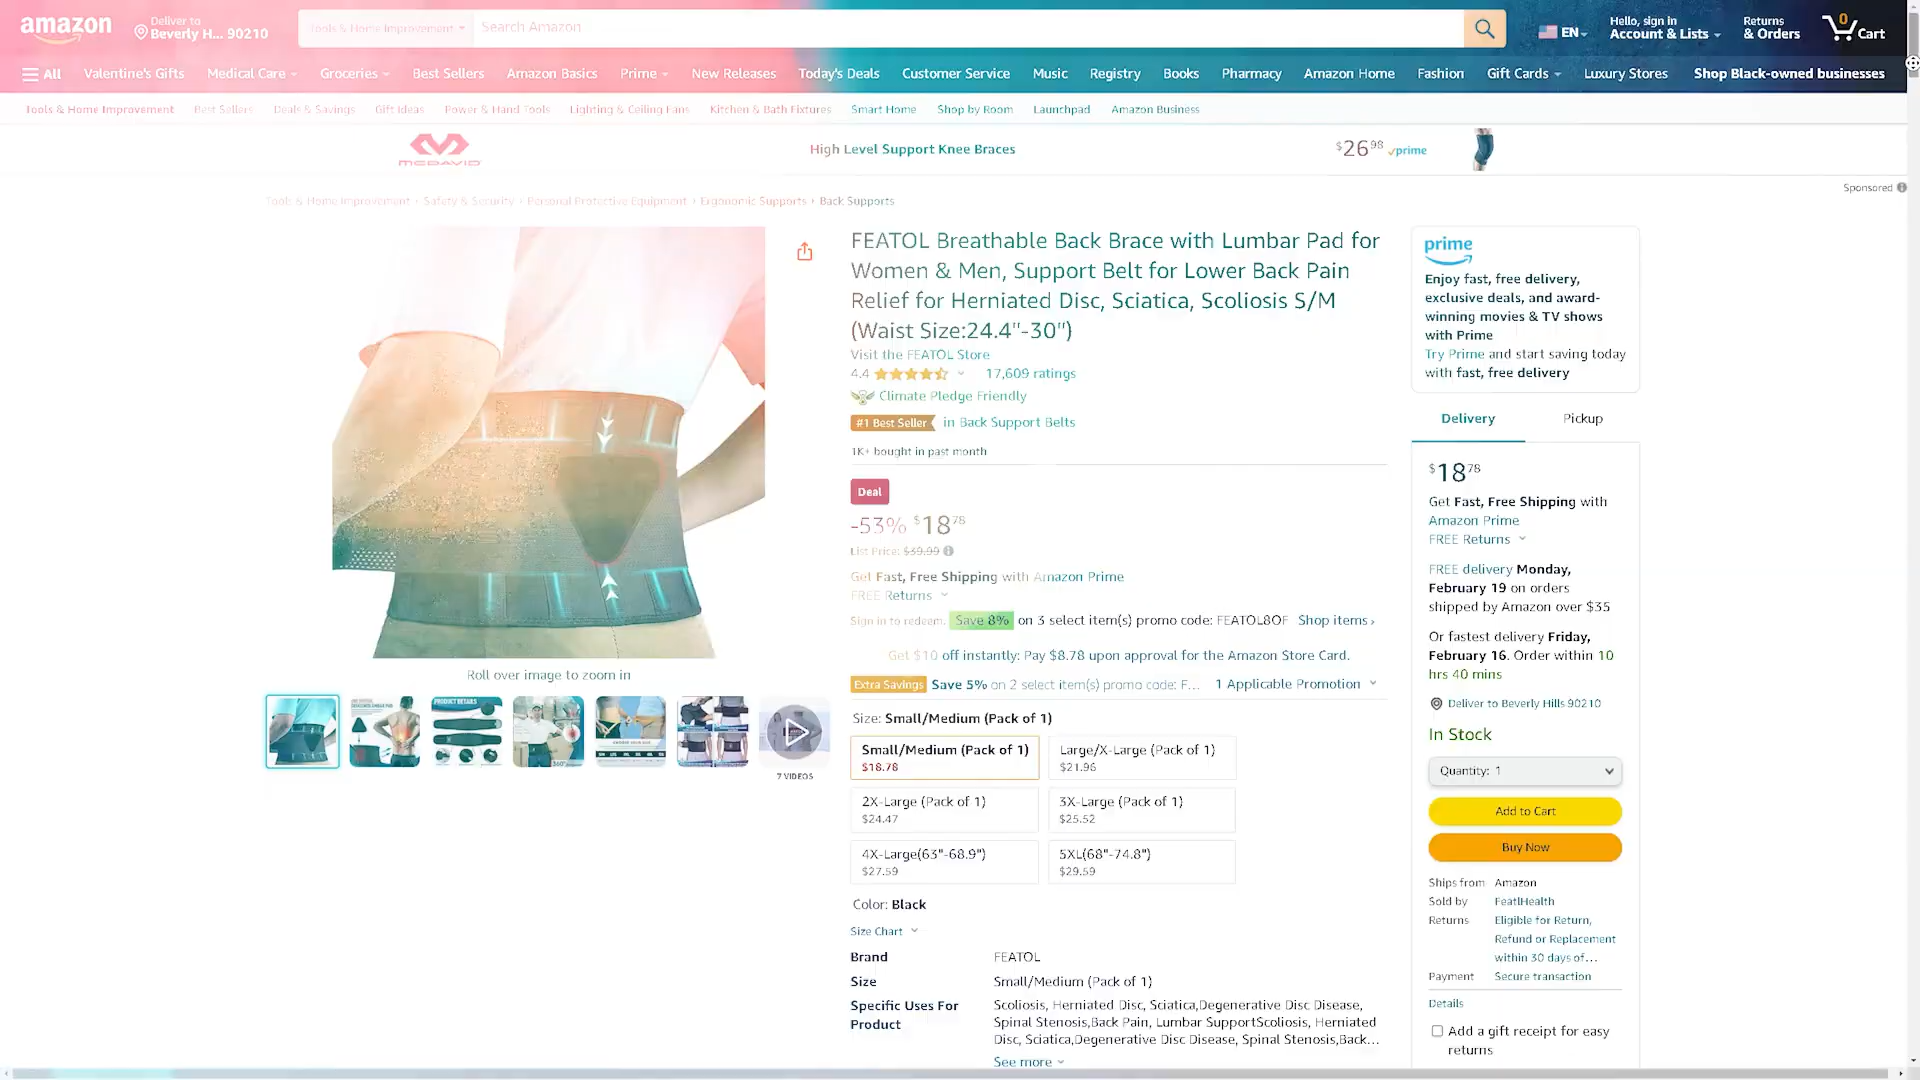 amazon
Deliver to
Beverly H... 90210
Tools & Home Improvement
Search Amazon
EN
Hello, sign in
Account & Lists
Returns
& Orders
0
Cart
All
Valentine's Gifts
Medical Care
Groceries
Best Sellers
Amazon Basics
Prime
New Releases
Today's Deals
Customer Service
Music
Registry
Books
Pharmacy
Amazon Home
Fashion
Gift Cards
Luxury Stores
Shop Black-owned businesses
Tools & Home Improvement
Best Sellers
Deals & Savings
Gift Ideas
Power & Hand Tools
Lighting & Ceiling Fans
Kitchen & Bath Fixtures
Smart Home
Shop by Room
Launchpad
Amazon Business
MCDAVID
High Level Support Knee Braces
$26.98 prime
Sponsored
Tools & Home Improvement › Safety & Security › Personal Protective Equipment › Ergonomic Supports › Back Supports
FEATOL Breathable Back Brace with Lumbar Pad for
Women & Men, Support Belt for Lower Back Pain
Relief for Herniated Disc, Sciatica, Scoliosis S/M
(Waist Size:24.4''-30'')
Visit the FEATOL Store
4.4
17,609 ratings
Climate Pledge Friendly
#1 Best Seller in Back Support Belts
1K+ bought in past month
Deal
-53% $18.78
List Price: $39.99
Get Fast, Free Shipping with Amazon Prime
FREE Returns
Sign in to redeem. Save 8% on 3 select item(s) promo code: FEATOL8OF Shop items ›
Get $10 off instantly: Pay $8.78 upon approval for the Amazon Store Card.
Extra Savings Save 5% on 2 select item(s) promo code: F... 1 Applicable Promotion
Size: Small/Medium (Pack of 1)
Small/Medium (Pack of 1)
$18.78
Large/X-Large (Pack of 1)
$21.96
2X-Large (Pack of 1)
$24.47
3X-Large (Pack of 1)
$25.52
4X-Large(63"-68.9")
$27.59
5XL(68"-74.8")
$29.59
Color: Black
Size Chart
Brand FEATOL
Size Small/Medium (Pack of 1)
Specific Uses For Product
Scoliosis, Herniated Disc, Sciatica,Degenerative Disc Disease,
Spinal Stenosis,Back Pain, Lumbar SupportScoliosis, Herniated
Disc, Sciatica,Degenerative Disc Disease, Spinal Stenosis,Back...
See more
Roll over image to zoom in
PRODUCT DETAILS
360°
7 VIDEOS
prime
Enjoy fast, free delivery,
exclusive deals, and award-
winning movies & TV shows
with Prime
Try Prime and start saving today
with fast, free delivery
Delivery
Pickup
$18.78
Get Fast, Free Shipping with
Amazon Prime
FREE Returns
FREE delivery Monday,
February 19 on orders
shipped by Amazon over $35
Or fastest delivery Friday,
February 16. Order within 10
hrs 40 mins
Deliver to Beverly Hills 90210
In Stock
Quantity: 1
Add to Cart
Buy Now
Ships from Amazon
Sold by FeatlHealth
Returns Eligible for Return,
Refund or Replacement
within 30 days of...
Payment Secure transaction
Details
Add a gift receipt for easy
returns